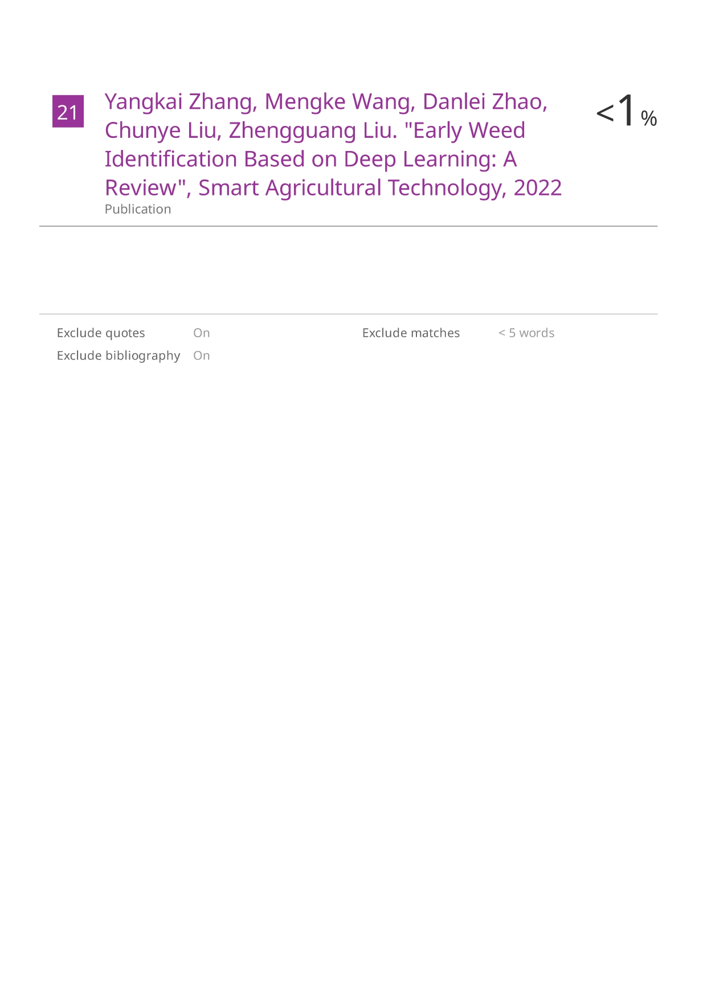 21
Yangkai Zhang, Mengke Wang, Danlei Zhao,
Chunye Liu, Zhengguang Liu. "Early Weed
Identification Based on Deep Learning: A
Review", Smart Agricultural Technology, 2022
Publication
<1%
Exclude quotes On
Exclude bibliography On
Exclude matches < 5 words